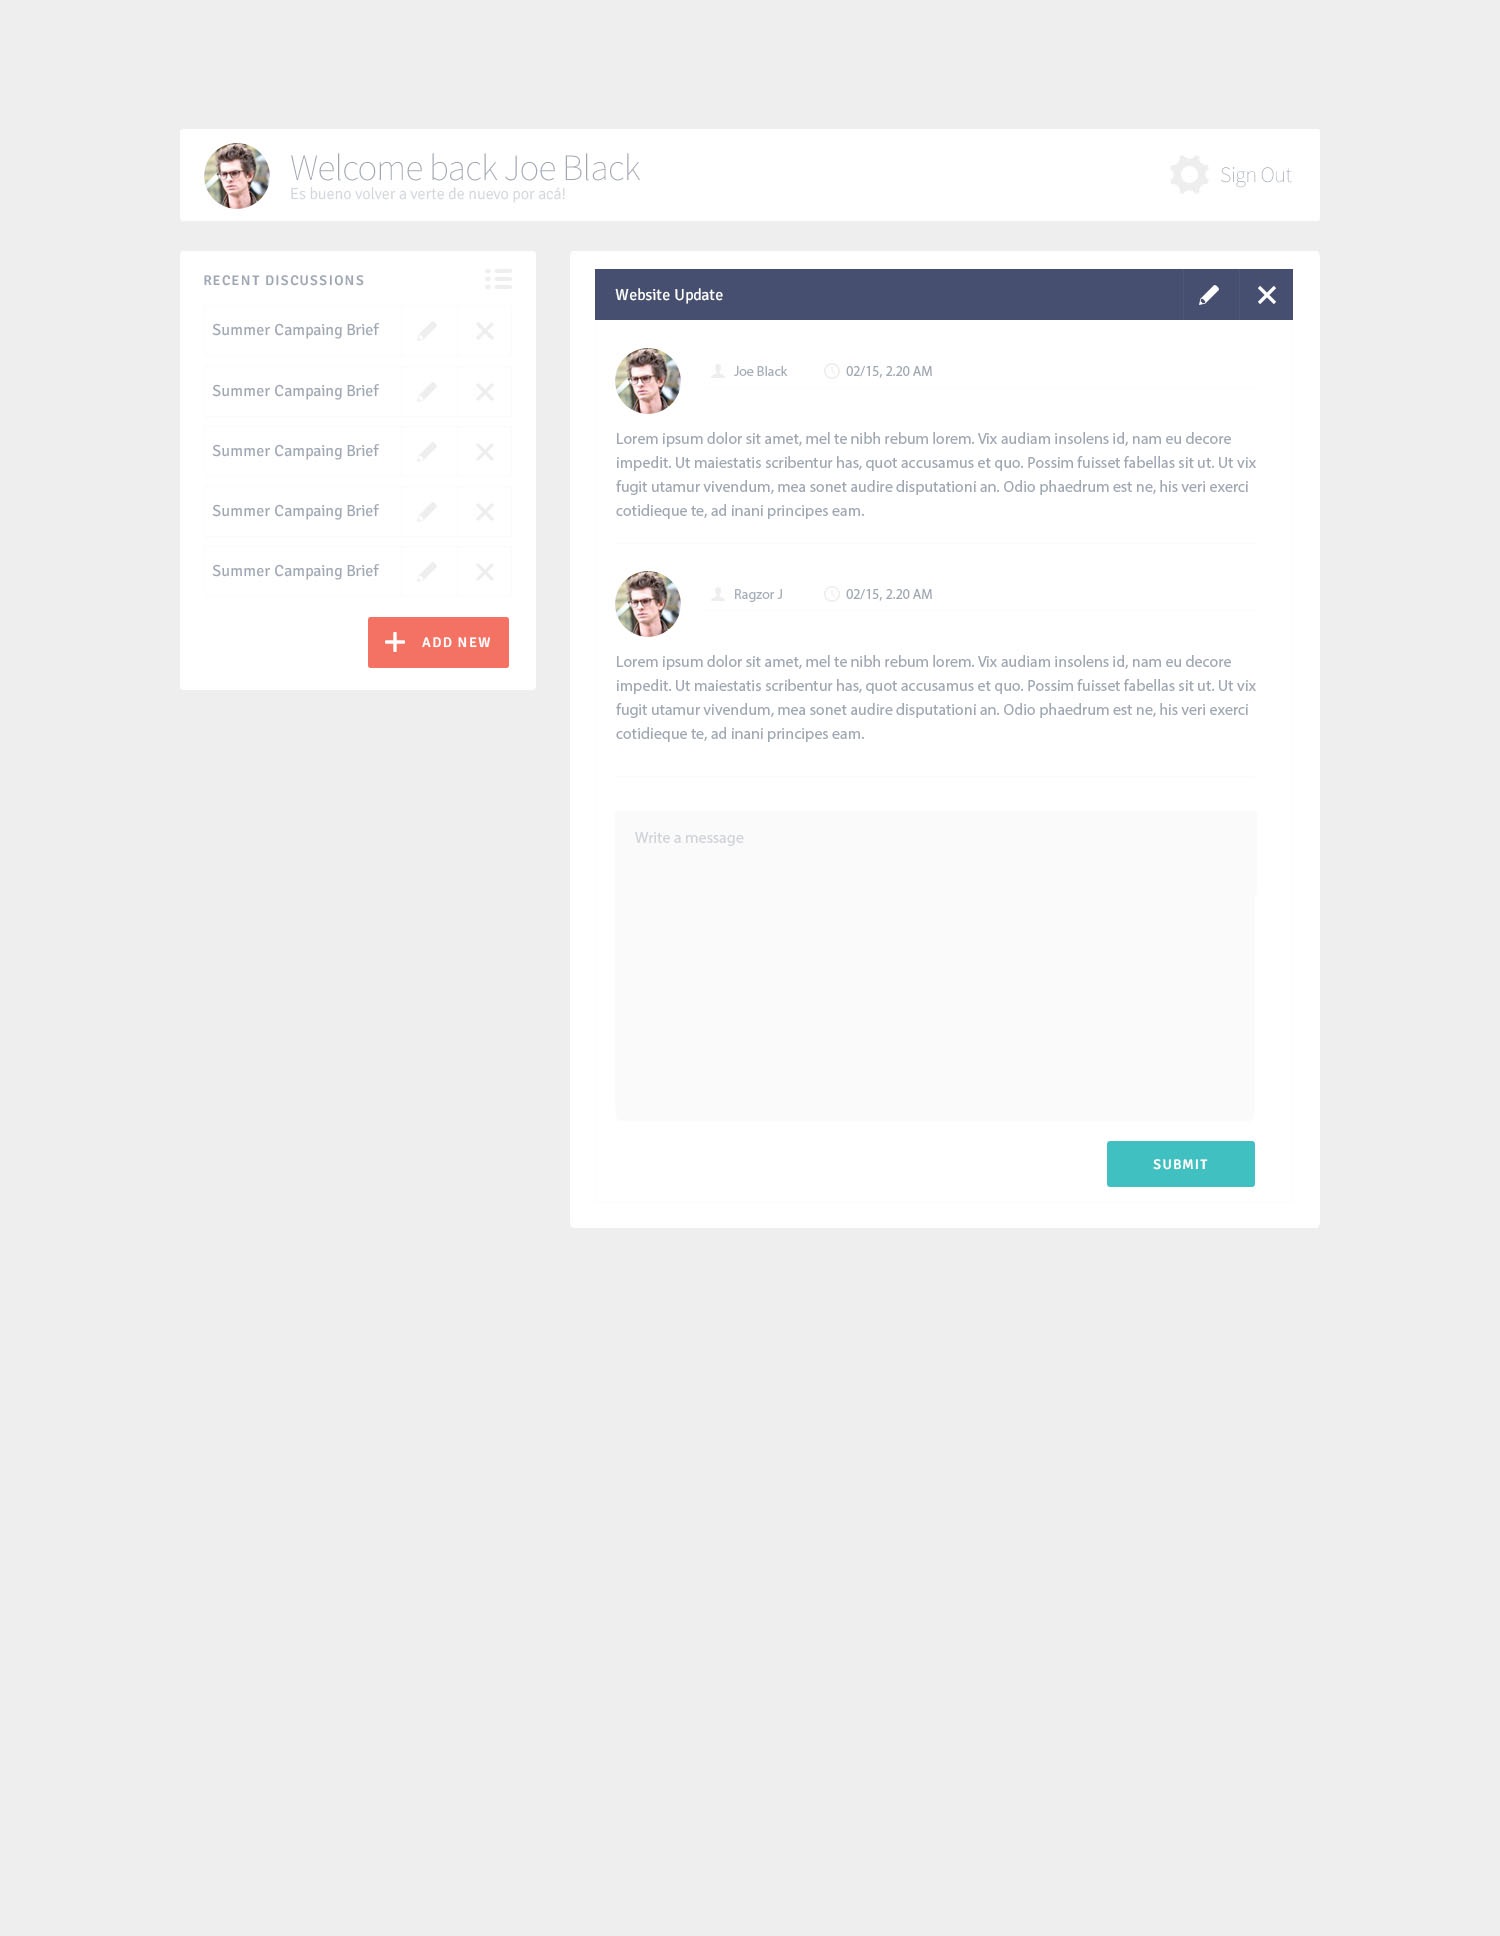 Welcome back Joe Black
Es bueno volver a verte de nuevo por acá!
Sign Out
RECENT DISCUSSIONS
Summer Campaing Brief
Summer Campaing Brief
Summer Campaing Brief
Summer Campaing Brief
Summer Campaing Brief
ADD NEW
Website Update
Joe Black
02/15, 2.20 AM
Lorem ipsum dolor sit amet, mel te nibh rebum lorem. Vix audiam insolens id, nam eu decore
impedit. Ut maiestatis scribentur has, quot accusamus et quo. Possim fuisset fabellas sit ut. Ut vix
fugit utamur vivendum, mea sonet audire disputationi an. Odio phaedrum est ne, his veri exerci
cotidieque te, ad inani principes eam.
Ragzor J
02/15, 2.20 AM
Lorem ipsum dolor sit amet, mel te nibh rebum lorem. Vix audiam insolens id, nam eu decore
impedit. Ut maiestatis scribentur has, quot accusamus et quo. Possim fuisset fabellas sit ut. Ut vix
fugit utamur vivendum, mea sonet audire disputationi an. Odio phaedrum est ne, his veri exerci
cotidieque te, ad inani principes eam.
Write a message
SUBMIT